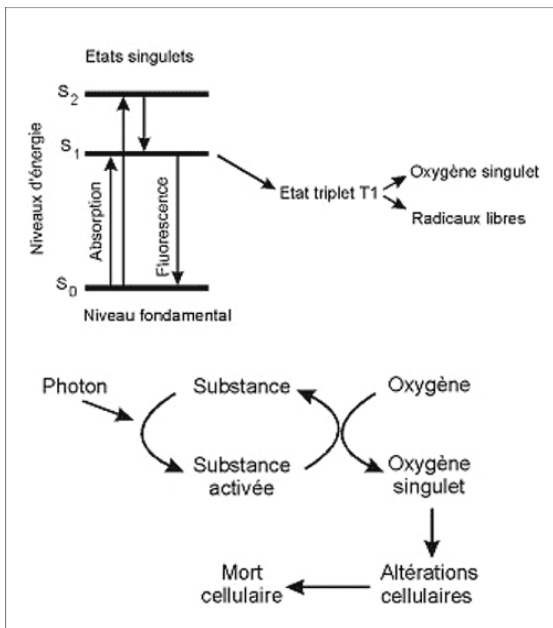 Etats singulets
S2
S1
Niveaux d'énergie
Absorption
Fluorescence
Etat triplet T1
Oxygène singulet
Radicaux libres
S0
Niveau fondamental
Photon
Substance
Oxygène
Substance
activée
Oxygène
singulet
Mort
cellulaire
Altérations
cellulaires